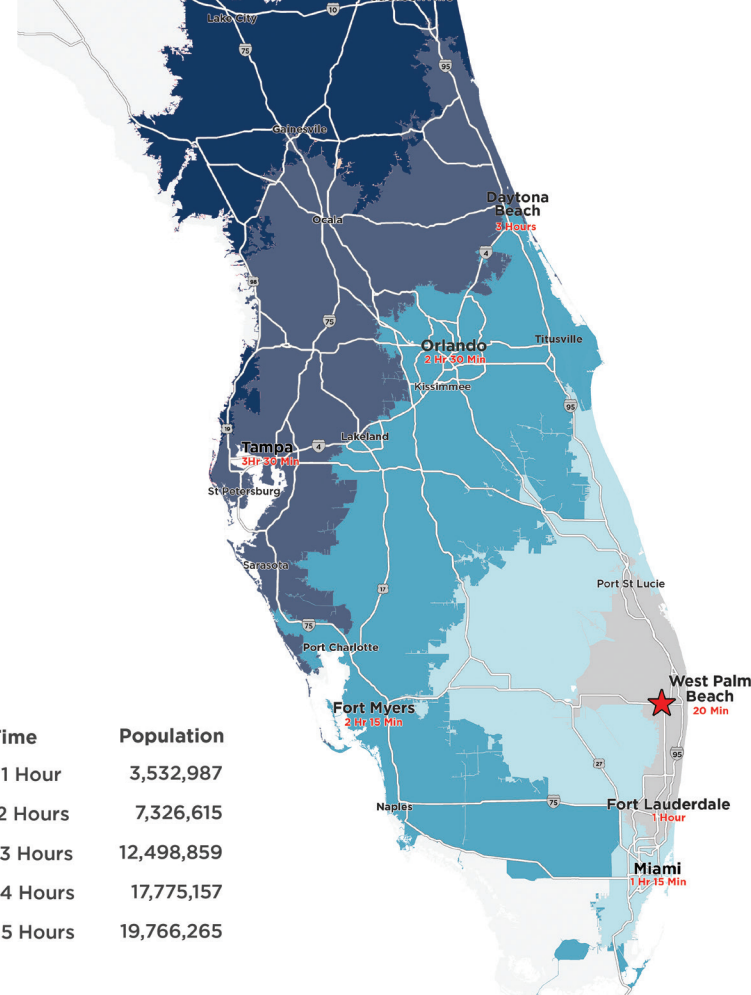 Lake City
10
75
95
Gainesville
Daytona
Beach
3 Hours
Ocala
4
98
75
Titusville
Orlando
2 Hr 30 Min
Kissimmee
95
19
Lakeland
4
Tampa
3Hr 30 Min
St Petersburg
Sarasota
Port St Lucie
17
75
Port Charlotte
West Palm
Beach
20 Min
Fort Myers
2 Hr 15 Min
95
27
Naples
75
Fort Lauderdale
1 Hour
Miami
1 Hr 15 Min
ime Population
1 Hour 3,532,987
2 Hours 7,326,615
3 Hours 12,498,859
4 Hours 17,775,157
5 Hours 19,766,265